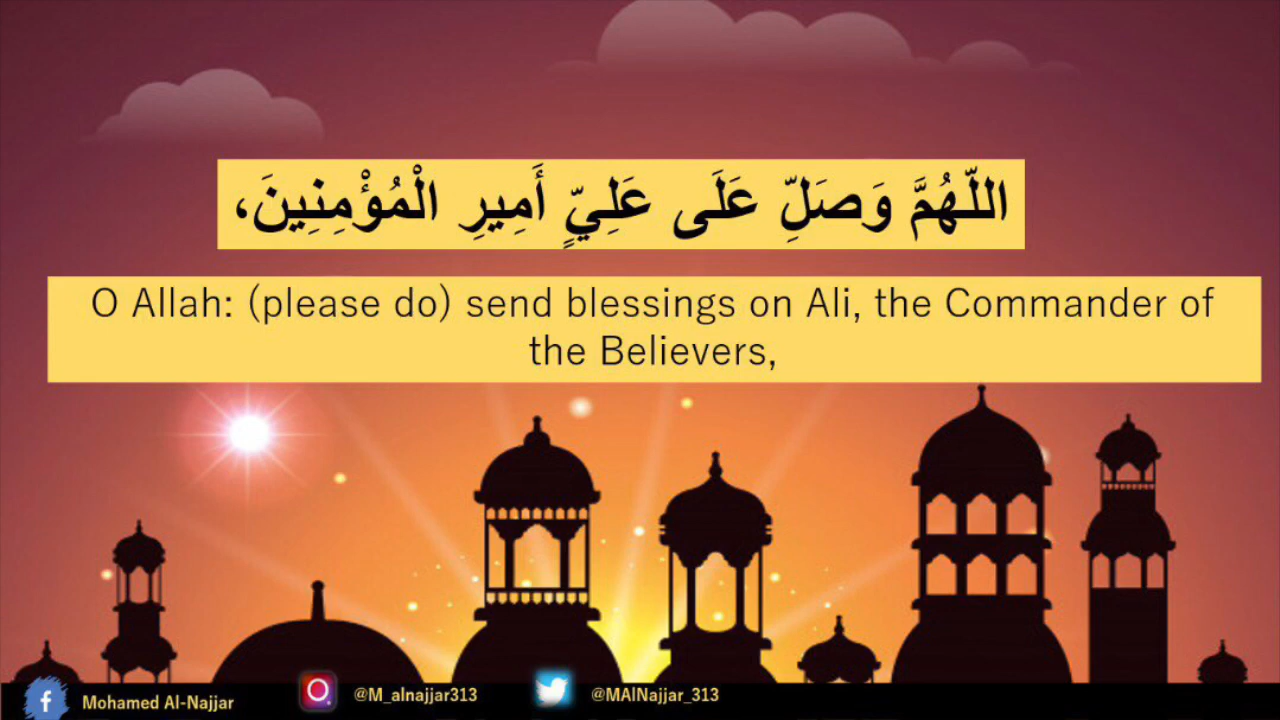 اللّهُمَّ وَصَلِّ عَلَى عَلِيٍّ أَمِيرِ الْمُؤْمِنِينَ،
O Allah: (please do) send blessings on Ali, the Commander of
the Believers,
Mohamed Al-Najjar
@M_alnajjar313
@MAlNajjar_313